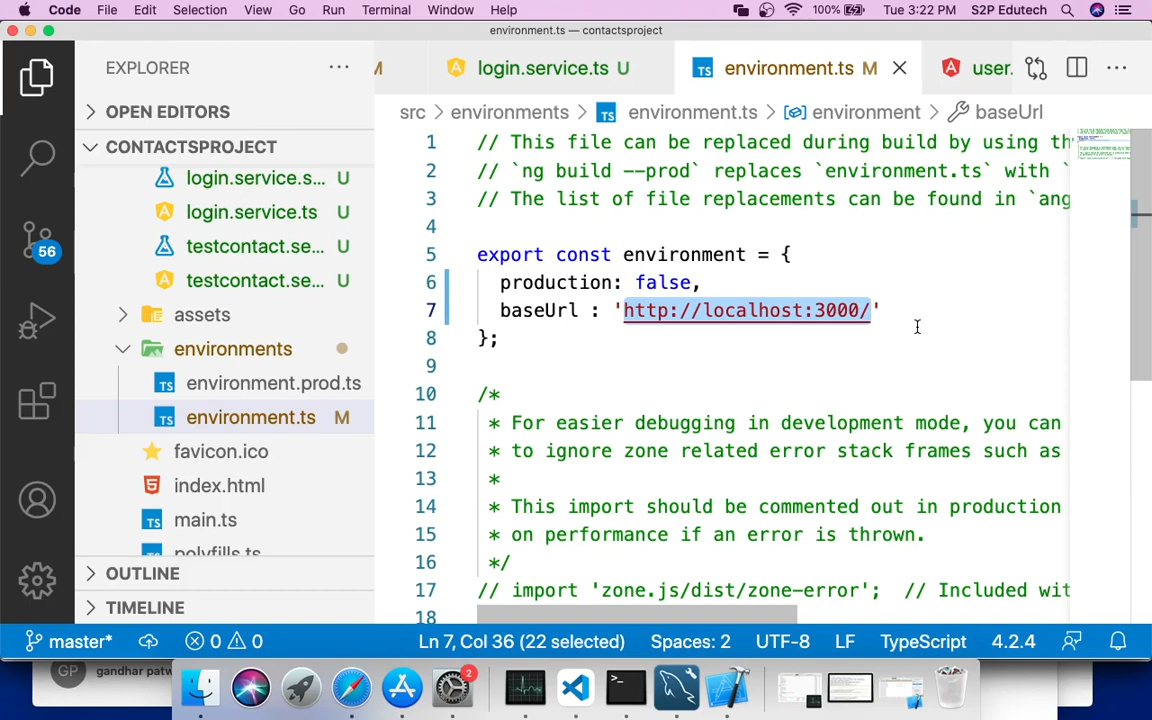 Code File Edit Selection View Go Run Terminal Window Help 100% Tue 3:22 PM S2P Edutech
environment.ts — contactsproject
EXPLORER
M login.service.ts U environment.ts M user.
OPEN EDITORS
src environments environment.ts environment baseUrl
CONTACTSPROJECT
login.service.s... U
login.service.ts U
testcontact.se... U
testcontact.se... U
assets
environments
environment.prod.ts
environment.ts M
favicon.ico
index.html
main.ts
polyfills.ts
OUTLINE
TIMELINE
56
1 // This file can be replaced during build by using th
2 // `ng build --prod` replaces `environment.ts` with `
3 // The list of file replacements can be found in `ang
4
5 export const environment = {
6 production: false,
7 baseUrl : 'http://localhost:3000/'
8 };
9
10 /*
11 * For easier debugging in development mode, you can
12 * to ignore zone related error stack frames such as
13 *
14 * This import should be commented out in production
15 * on performance if an error is thrown.
16 */
17 // import 'zone.js/dist/zone-error'; // Included wit
18
master* 0 0 Ln 7, Col 36 (22 selected) Spaces: 2 UTF-8 LF TypeScript 4.2.4
GP gandhar patw
2